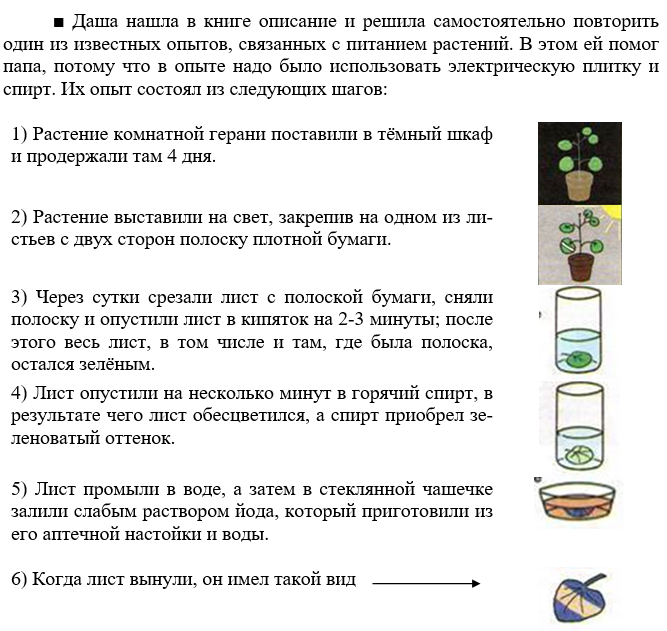 ■ Даша нашла в книге описание и решила самостоятельно повторить
один из известных опытов, связанных с питанием растений. В этом ей помог
папа, потому что в опыте надо было использовать электрическую плитку и
спирт. Их опыт состоял из следующих шагов:
1) Растение комнатной герани поставили в тёмный шкаф
и продержали там 4 дня.
2) Растение выставили на свет, закрепив на одном из ли-
стьев с двух сторон полоску плотной бумаги.
3) Через сутки срезали лист с полоской бумаги, сняли
полоску и опустили лист в кипяток на 2-3 минуты; после
этого весь лист, в том числе и там, где была полоска,
остался зелёным.
4) Лист опустили на несколько минут в горячий спирт, в
результате чего лист обесцветился, а спирт приобрел зе-
леноватый оттенок.
5) Лист промыли в воде, а затем в стеклянной чашечке
залили слабым раствором йода, который приготовили из
его аптечной настойки и воды.
6) Когда лист вынули, он имел такой вид